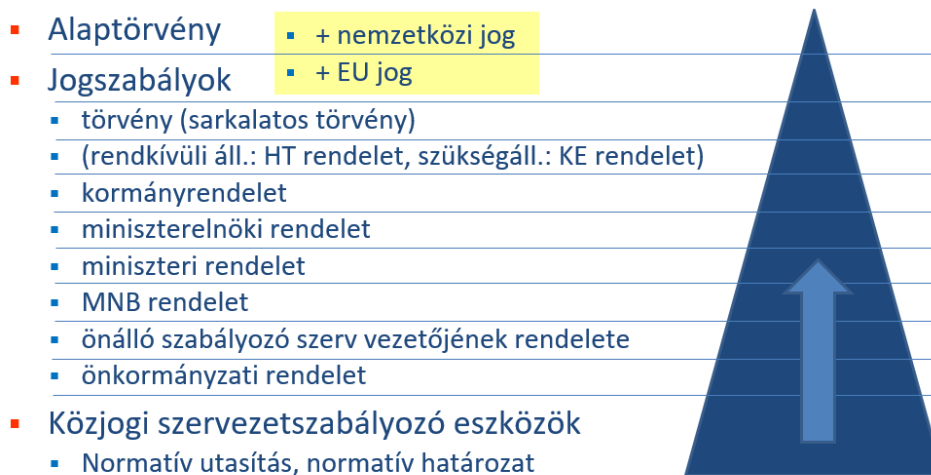 Alaptörvény
+ nemzetközi jog
+ EU jog
Jogszabályok
törvény (sarkalatos törvény)
(rendkívüli áll.: HT rendelet, szükségáll.: KE rendelet)
kormányrendelet
miniszterelnöki rendelet
miniszteri rendelet
MNB rendelet
önálló szabályozó szerv vezetőjének rendelete
önkormányzati rendelet
Közjogi szervezetszabályozó eszközök
Normatív utasítás, normatív határozat